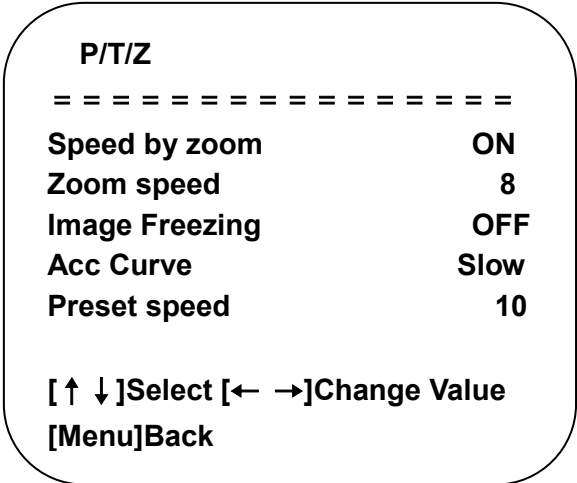 P/T/Z
= = = = = = = = = = = = = = = =
Speed by zoom ON
Zoom speed 8
Image Freezing OFF
Acc Curve Slow
Preset speed 10
[↑ ↓]Select [← →]Change Value
[Menu]Back